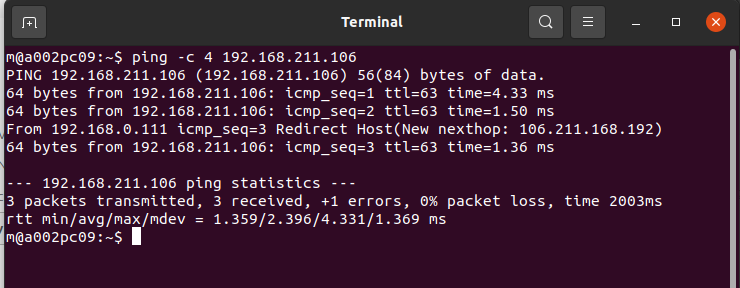 Terminal
m@a002pc09:~$ ping -c 4 192.168.211.106
PING 192.168.211.106 (192.168.211.106) 56(84) bytes of data.
64 bytes from 192.168.211.106: icmp_seq=1 ttl=63 time=4.33 ms
64 bytes from 192.168.211.106: icmp_seq=2 ttl=63 time=1.50 ms
From 192.168.0.111 icmp_seq=3 Redirect Host(New nexthop: 106.211.168.192)
64 bytes from 192.168.211.106: icmp_seq=3 ttl=63 time=1.36 ms
--- 192.168.211.106 ping statistics ---
3 packets transmitted, 3 received, +1 errors, 0% packet loss, time 2003ms
rtt min/avg/max/mdev = 1.359/2.396/4.331/1.369 ms
m@a002pc09:~$